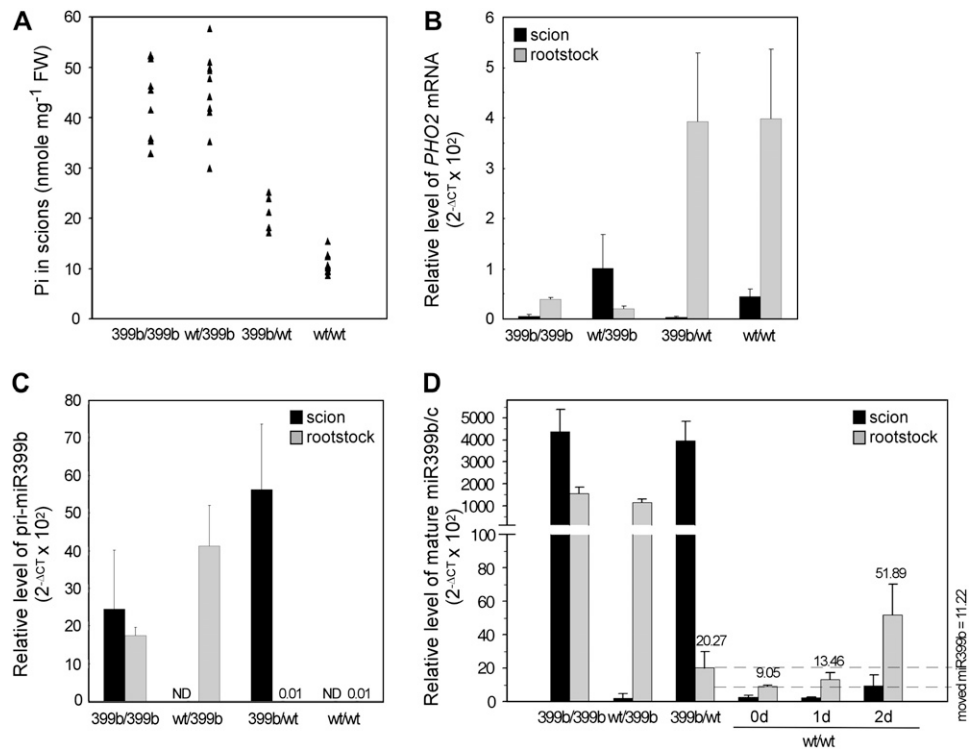 A
Pi in scions (nmole mg⁻¹ FW)
60
50
40
30
20
10
0
399b/399b wt/399b 399b/wt wt/wt
B
Relative level of PHO2 mRNA
(2^-ΔCT x 10²)
scion
rootstock
6
5
4
3
2
1
0
399b/399b wt/399b 399b/wt wt/wt
C
Relative level of pri-miR399b
(2^-ΔCT x 10²)
scion
rootstock
80
70
60
50
40
30
20
10
0
ND 0.01 ND 0.01
399b/399b wt/399b 399b/wt wt/wt
D
Relative level of mature miR399b/c
(2^-ΔCT x 10²)
scion
rootstock
5000
4000
3000
2000
1000
100
80
60
40
20
0
20.27
9.05
13.46
51.89
moved miR399b = 11.22
399b/399b wt/399b 399b/wt 0d 1d 2d
wt/wt